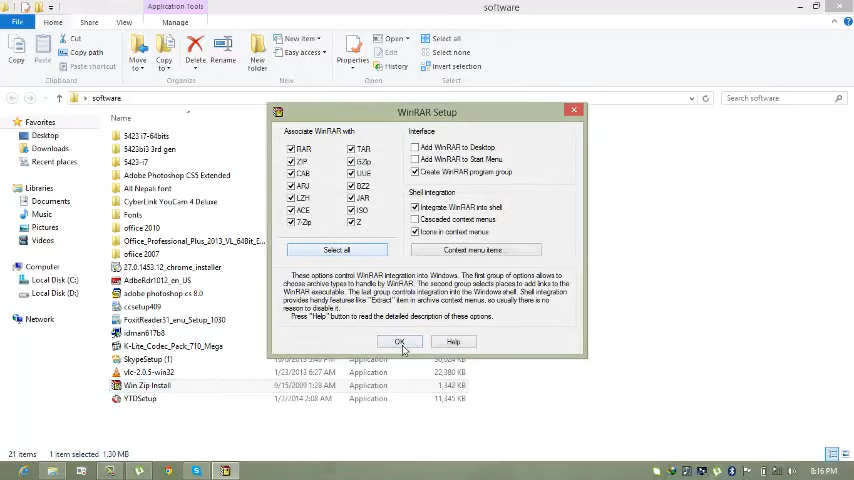 Application Tools
software
File
Home
Share
View
Manage
Copy
Paste
Cut
Copy path
Paste shortcut
Clipboard
Move to
Copy to
Delete
Rename
Organize
New folder
New item
Easy access
New
Properties
Open
Edit
History
Open
Select all
Select none
Invert selection
Select
software
Search software
Favorites
Desktop
Downloads
Recent places
Libraries
Documents
Music
Pictures
Videos
Computer
Local Disk (C:)
Local Disk (D:)
Network
Name
5423 i7-64bits
5423bi3 3rd gen
5423-i7
Adobe Photoshop CS5 Extended
All Nepali font
CyberLink YouCam 4 Deluxe
Fonts
office 2010
Office_Professional_Plus_2013_VL_64Bit_e
ofiice 2007
27.0.1453.12_chrome_installer
AdbeRdr1012_en_US
adobe photoshop cs 8.0
ccsetup409
FoxitReader51_enu_Setup_1030
idman617b8
K-Lite_Codec_Pack_710_Mega
SkypeSetup (1)
Application
vlc-2.0.5-win32 1/23/2013 6:27 AM Application 22,380 KB
Win Zip Install 9/15/2009 1:28 AM Application 1,342 KB
YTDSetup 1/2/2014 2:08 AM Application 11,345 KB
WinRAR Setup
Associate WinRAR with
RAR TAR
ZIP GZip
CAB UUE
ARJ BZ2
LZH JAR
ACE ISO
7-Zip Z
Select all
Interface
Add WinRAR to Desktop
Add WinRAR to Start Menu
Create WinRAR program group
Shell integration
Integrate WinRAR into shell
Cascaded context menus
Icons in context menus
Context menu items...
These options control WinRAR integration into Windows. The first group of options allows to
choose archive types to handle by WinRAR. The second group selects places to add links to the
WinRAR executable. The last group controls integration into the Windows shell. Shell integration
provides handy features like "Extract" item in archive context menus, so usually there is no
reason to disable it.
Press "Help" button to read the detailed description of these options.
OK
Help
21 items 1 item selected 1.30 MB
8:16 PM